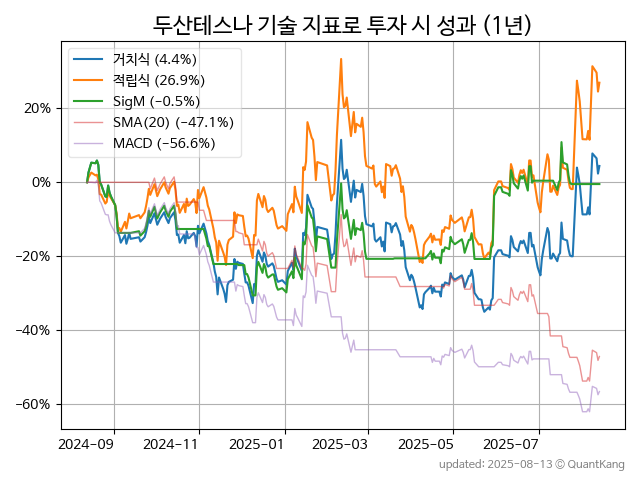 두산테스나 기술 지표로 투자 시 성과 (1년)
거치식 (4.4%)
적립식 (26.9%)
SigM (−0.5%)
SMA(20) (−47.1%)
MACD (−56.6%)
20%
0%
−20%
−40%
−60%
2024-09 2024-11 2025-01 2025-03 2025-05 2025-07
updated: 2025-08-13 ⓒ QuantKang